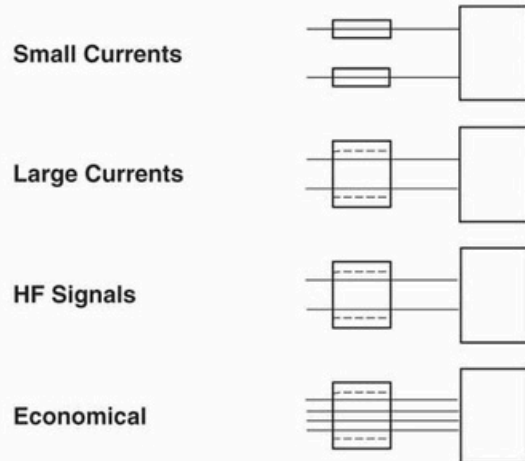 Small Currents
Large Currents
HF Signals
Economical